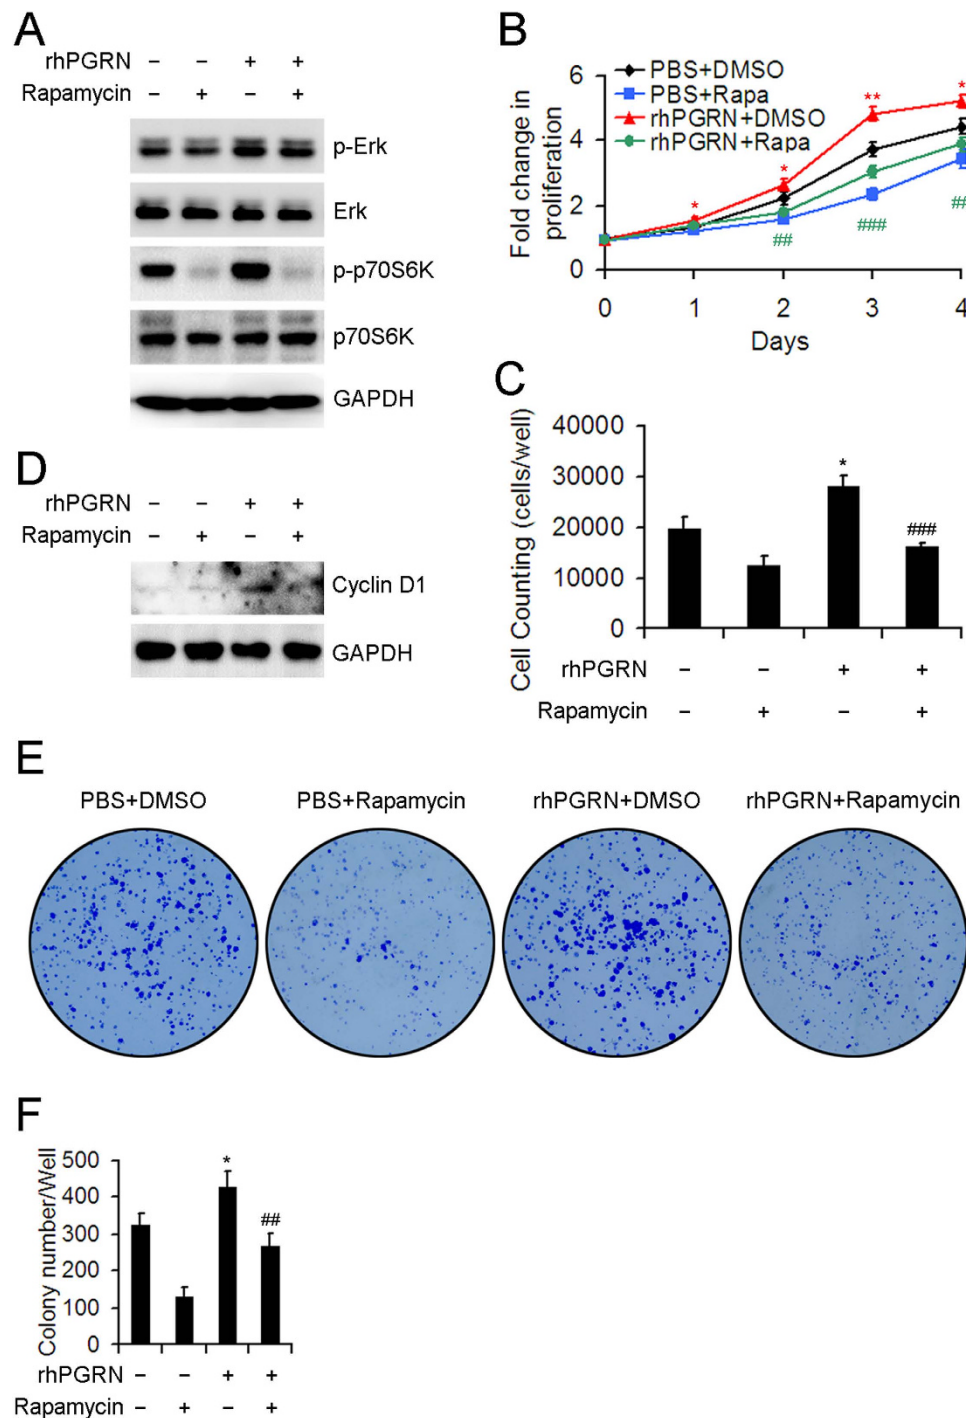 A
rhPGRN – – + +
Rapamycin – + – +
p-Erk
Erk
p-p70S6K
p70S6K
GAPDH
B
PBS+DMSO
PBS+Rapa
rhPGRN+DMSO
rhPGRN+Rapa
Fold change in
proliferation
6
4
2
0
* * ** *
## ### ##
0 1 2 3 4
Days
C
Cell Counting (cells/well)
40000
30000
20000
10000
0
* ###
rhPGRN – – + +
Rapamycin – + – +
D
rhPGRN – – + +
Rapamycin – + – +
Cyclin D1
GAPDH
E
PBS+DMSO PBS+Rapamycin rhPGRN+DMSO rhPGRN+Rapamycin
F
Colony number/Well
500
400
300
200
100
0
* ##
rhPGRN – – + +
Rapamycin – + – +